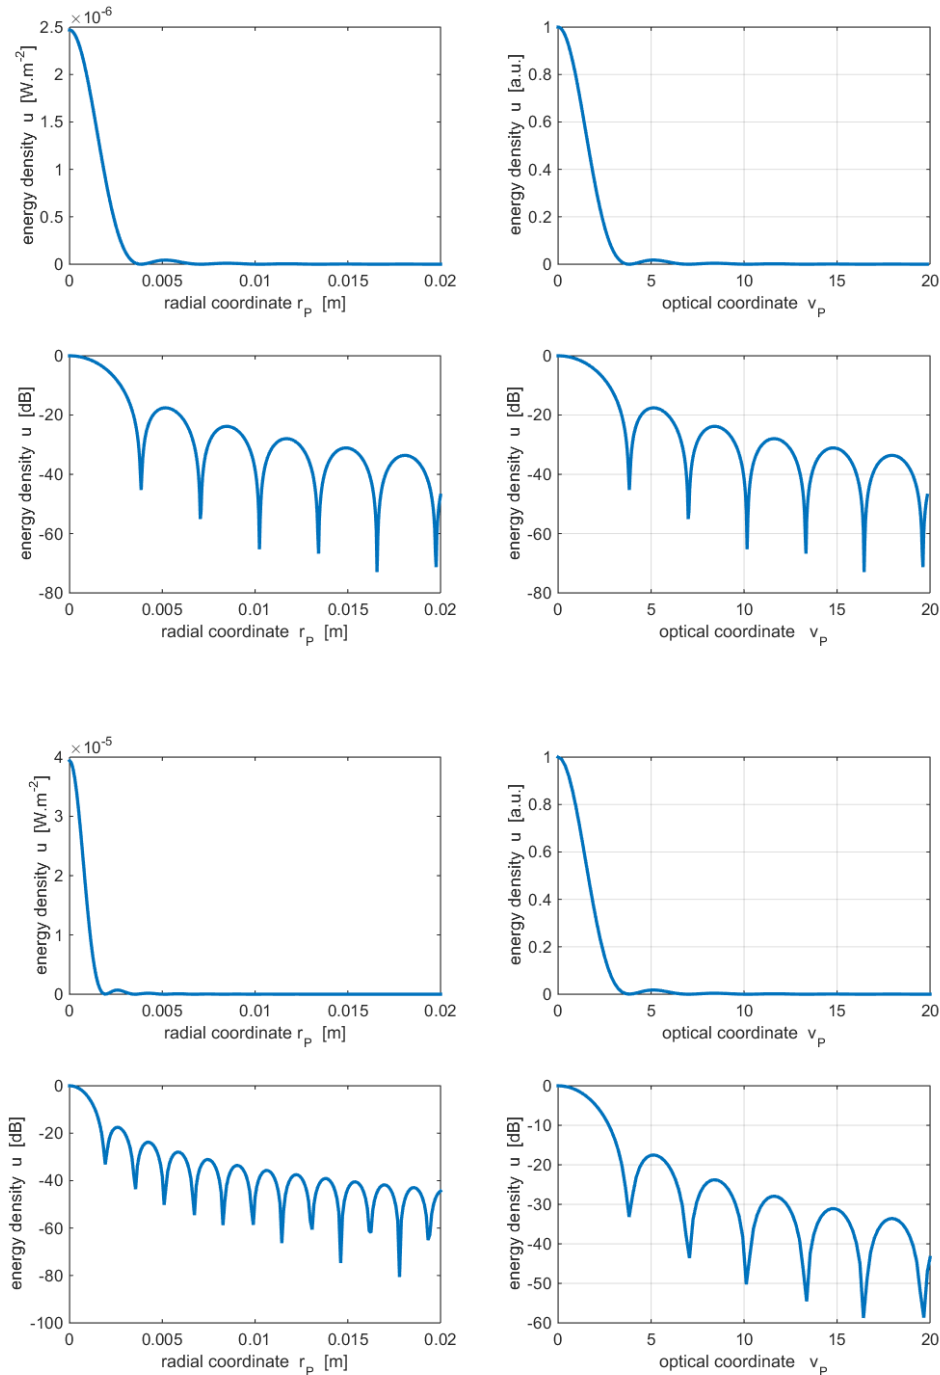 ×10-6
2.5
2
1.5
1
0.5
0
energy density u [W.m-2]
0 0.005 0.01 0.015 0.02
radial coordinate rP [m]
1
0.8
0.6
0.4
0.2
0
energy density u [a.u.]
0 5 10 15 20
optical coordinate vP
0
-20
-40
-60
-80
energy density u [dB]
0 0.005 0.01 0.015 0.02
radial coordinate rP [m]
0
-20
-40
-60
-80
energy density u [dB]
0 5 10 15 20
optical coordinate vP
×10-5
4
3
2
1
0
energy density u [W.m-2]
0 0.005 0.01 0.015 0.02
radial coordinate rP [m]
1
0.8
0.6
0.4
0.2
0
energy density u [a.u.]
0 5 10 15 20
optical coordinate vP
0
-20
-40
-60
-80
-100
energy density u [dB]
0 0.005 0.01 0.015 0.02
radial coordinate rP [m]
0
-10
-20
-30
-40
-50
-60
energy density u [dB]
0 5 10 15 20
optical coordinate vP